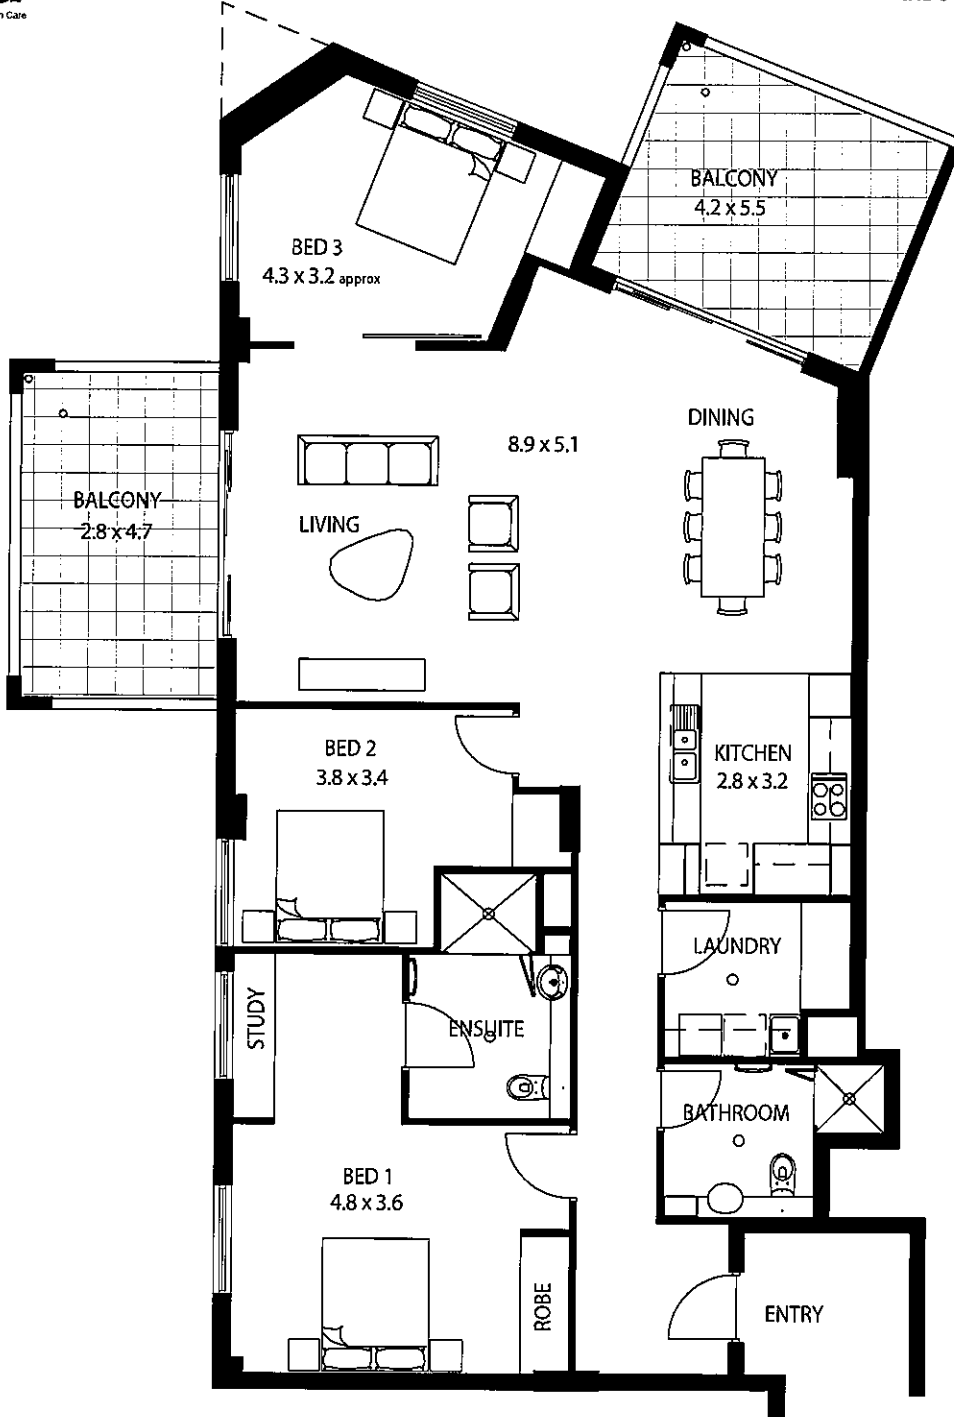 n Care
BALCONY
4.2 x 5.5
BED 3
4.3 x 3.2 approx
DINING
8.9 x 5.1
BALCONY
2.8 x 4.7
LIVING
BED 2
3.8 x 3.4
KITCHEN
2.8 x 3.2
LAUNDRY
STUDY
ENSUITE
BATHROOM
BED 1
4.8 x 3.6
ROBE
ENTRY